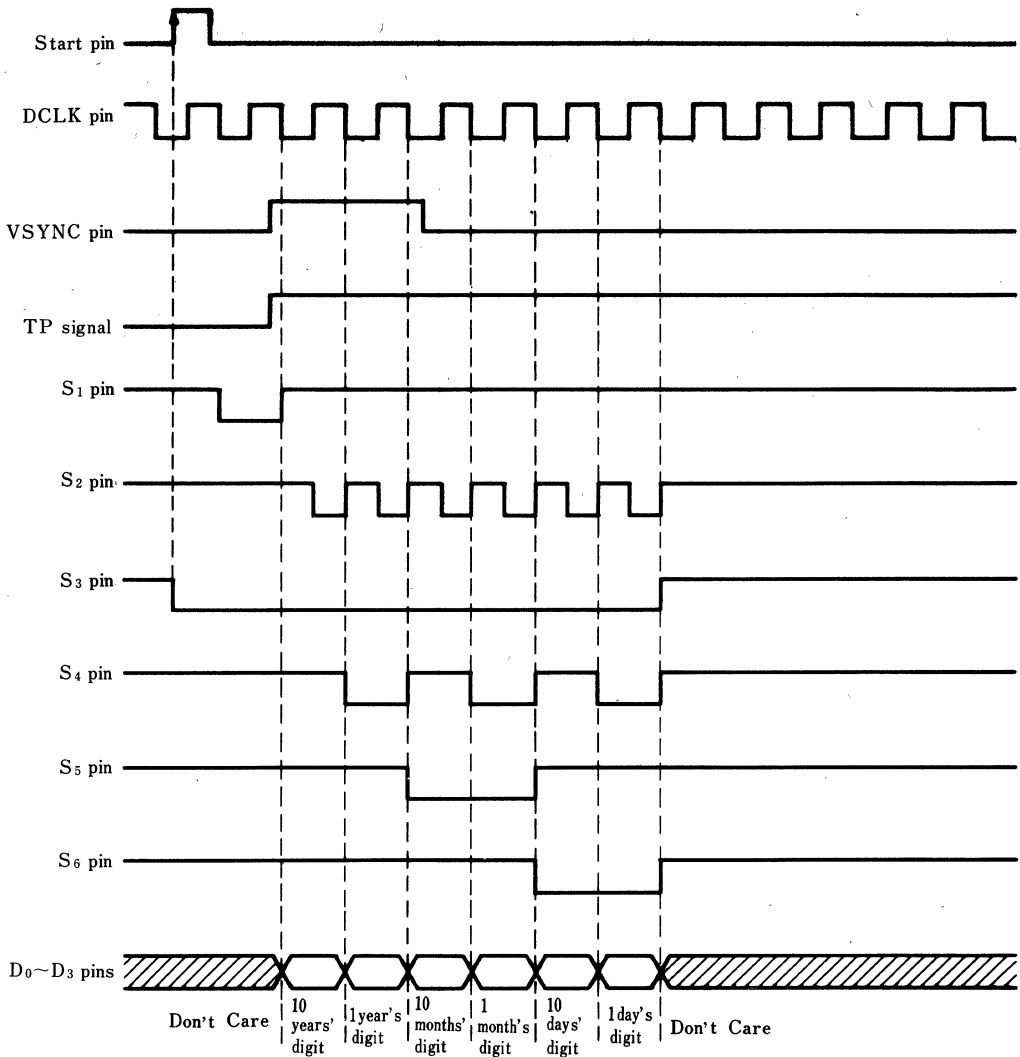 Start pin
DCLK pin
VSYNC pin
TP signal
S1 pin
S2 pin
S3 pin
S4 pin
S5 pin
S6 pin
D0~D3 pins
Don't Care
10
years'
digit
1 year's
digit
10
months'
digit
1
month's
digit
10
days'
digit
1 day's
digit
Don't Care